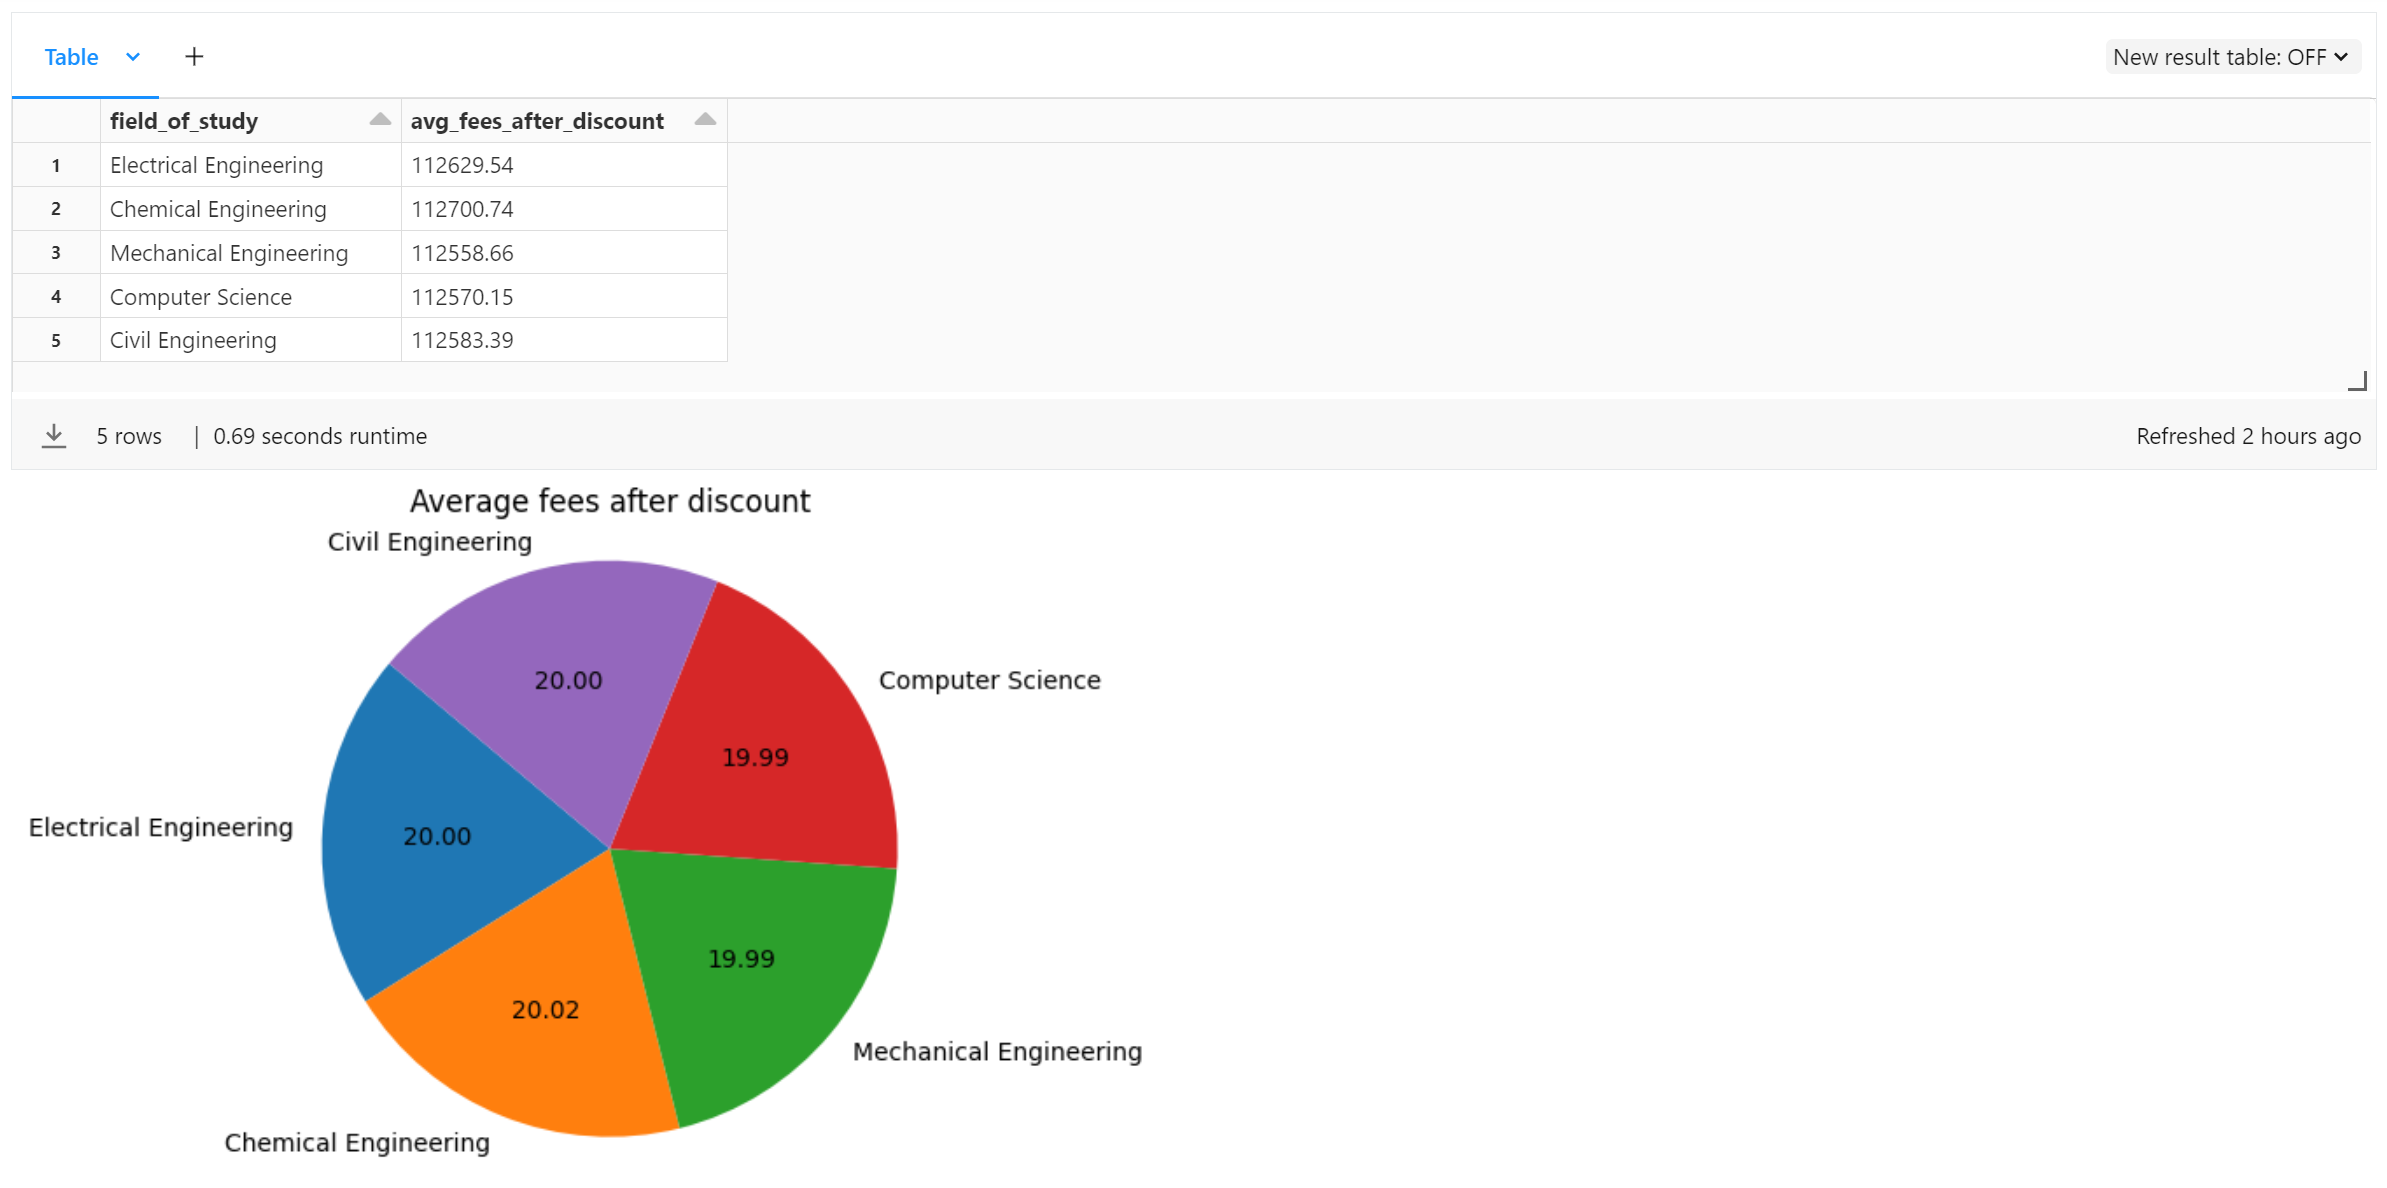 Table + New result table: OFF
field_of_study avg_fees_after_discount
1 Electrical Engineering 112629.54
2 Chemical Engineering 112700.74
3 Mechanical Engineering 112558.66
4 Computer Science 112570.15
5 Civil Engineering 112583.39
5 rows | 0.69 seconds runtime Refreshed 2 hours ago
Average fees after discount
Civil Engineering
20.00
Computer Science
19.99
Electrical Engineering
20.00
19.99
20.02
Mechanical Engineering
Chemical Engineering